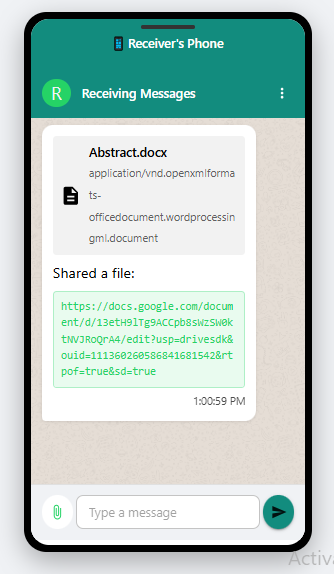 Receiver's Phone
R
Receiving Messages
Abstract.docx
application/vnd.openxmlforma
ts-
officedocument.wordprocessin
gml.document
Shared a file:
https://docs.google.com/docum
ent/d/13etH9lTg9ACCpb8sWzSW0k
tNVJRoQrA4/edit?usp=drivesdk&
ouid=111360260586841681542&rt
pof=true&sd=true
1:00:59 PM
Type a message
Activa